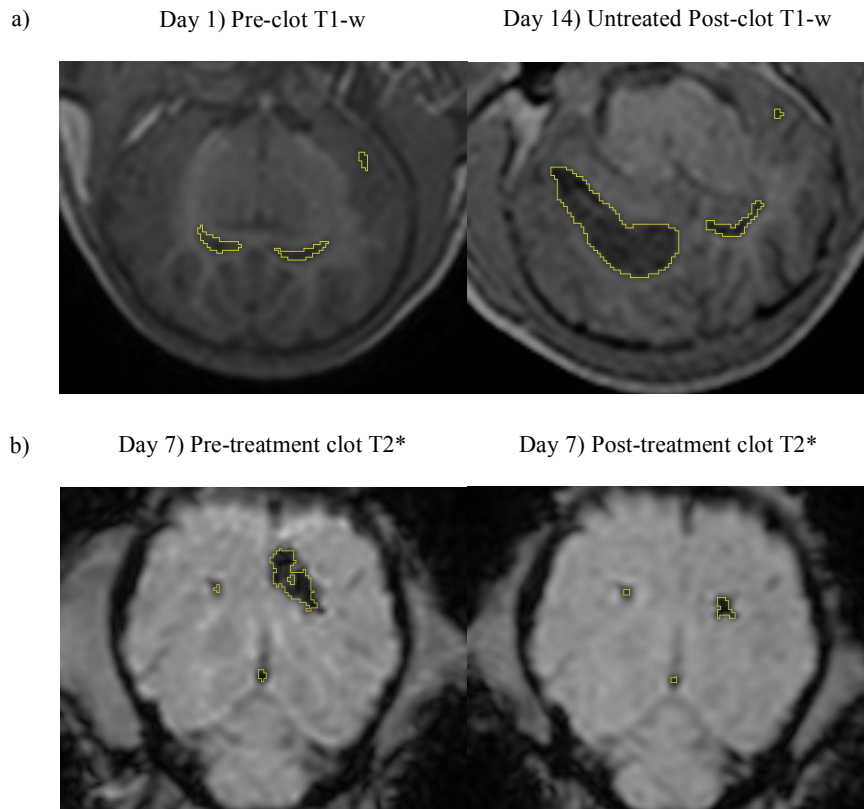 a)
Day 1) Pre-clot T1-w
Day 14) Untreated Post-clot T1-w
b)
Day 7) Pre-treatment clot T2*
Day 7) Post-treatment clot T2*